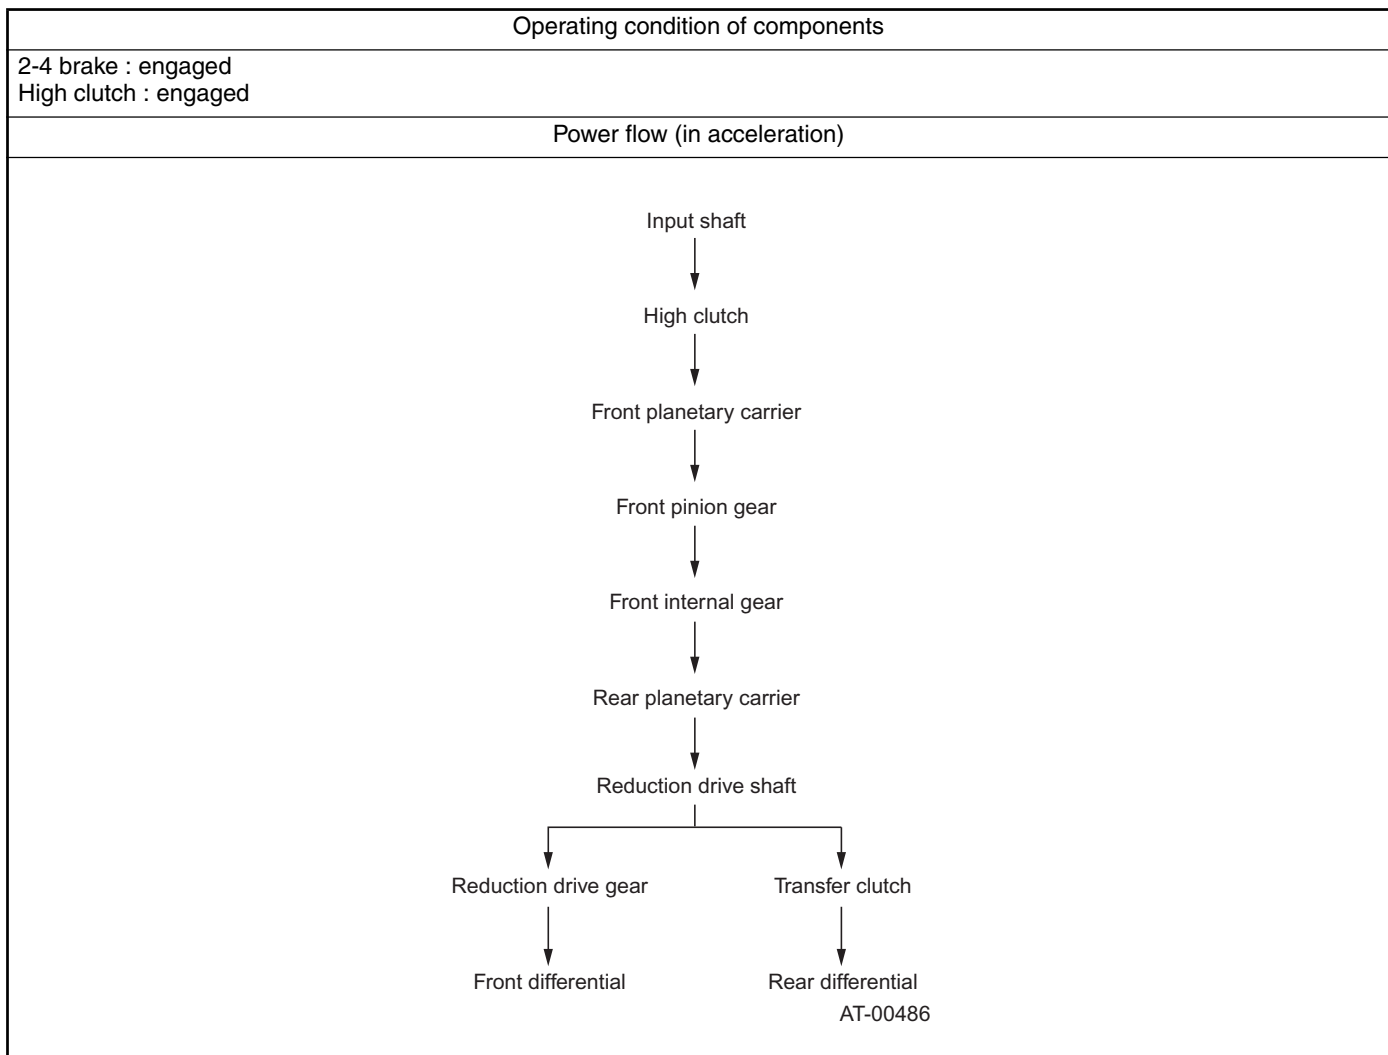 Operating condition of components
2-4 brake : engaged
High clutch : engaged
Power flow (in acceleration)
Input shaft
High clutch
Front planetary carrier
Front pinion gear
Front internal gear
Rear planetary carrier
Reduction drive shaft
Reduction drive gear
Transfer clutch
Front differential
Rear differential
AT-00486